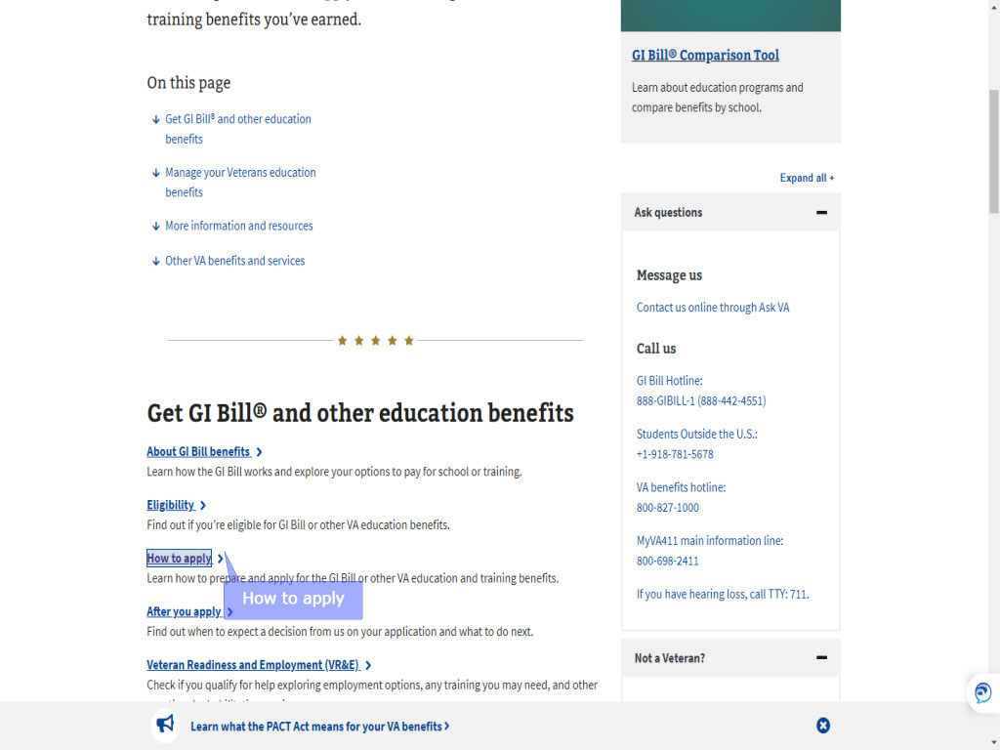 training benefits you've earned.
On this page
Get GI Bill® and other education
benefits
Manage your Veterans education
benefits
More information and resources
Other VA benefits and services
Get GI Bill® and other education benefits
About GI Bill benefits
Learn how the GI Bill works and explore your options to pay for school or training.
Eligibility
Find out if you're eligible for GI Bill or other VA education benefits.
How to apply
Learn how to prepare and apply for the GI Bill or other VA education and training benefits.
How to apply
After you apply
Find out when to expect a decision from us on your application and what to do next.
Veteran Readiness and Employment (VR&E)
Check if you qualify for help exploring employment options, any training you may need, and other
GI Bill® Comparison Tool
Learn about education programs and
compare benefits by school.
Expand all +
Ask questions
Message us
Contact us online through Ask VA
Call us
GI Bill Hotline:
888-GIBILL-1 (888-442-4551)
Students Outside the U.S.:
+1-918-781-5678
VA benefits hotline:
800-827-1000
MyVA411 main information line:
800-698-2411
If you have hearing loss, call TTY: 711.
Not a Veteran?
Learn what the PACT Act means for your VA benefits